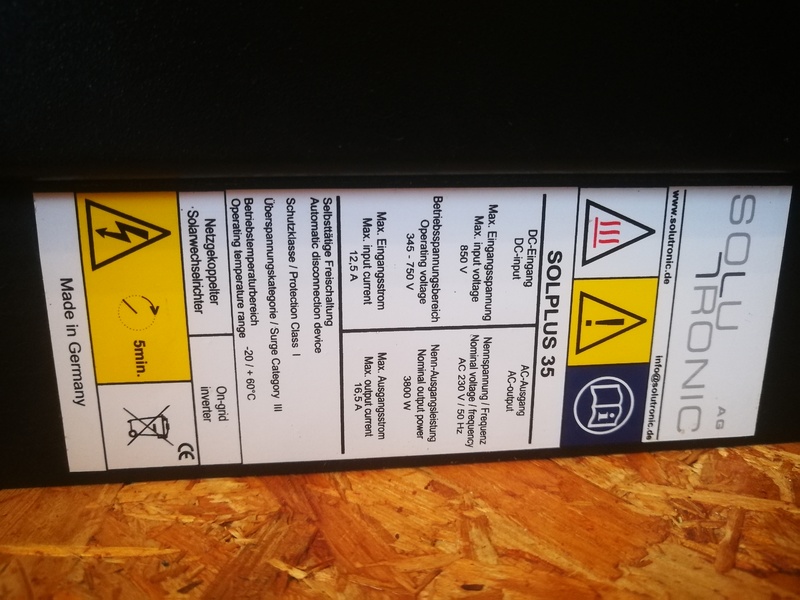 SOLU
TRONIC
AG
www.solutronic.de
info@solutronic.de
SOLPLUS 35
DC-Eingang
DC-input
AC-Ausgang
AC-output
Max. Eingangsspannung
Max. input voltage
850 V
Nennspannung / Frequenz
Nominal voltage / frequency
AC 230 V / 50 Hz
Betriebsspannungsbereich
Operating voltage
345 - 750 V
Nenn-Ausgangsleistung
Nominal output power
3800 W
Max. Eingangsstrom
Max. input current
12,5 A
Max. Ausgangsstrom
Max. output current
16,5 A
Selbsttätige Freischaltung
Automatic disconnection device
Schutzklasse / Protection Class I
Überspannungskategorie / Surge Category III
Betriebstemperaturbereich
Operating temperature range -20 / + 60°C
Netzgekoppelter
Solarwechselrichter
On-grid
inverter
5min.
CE
Made in Germany